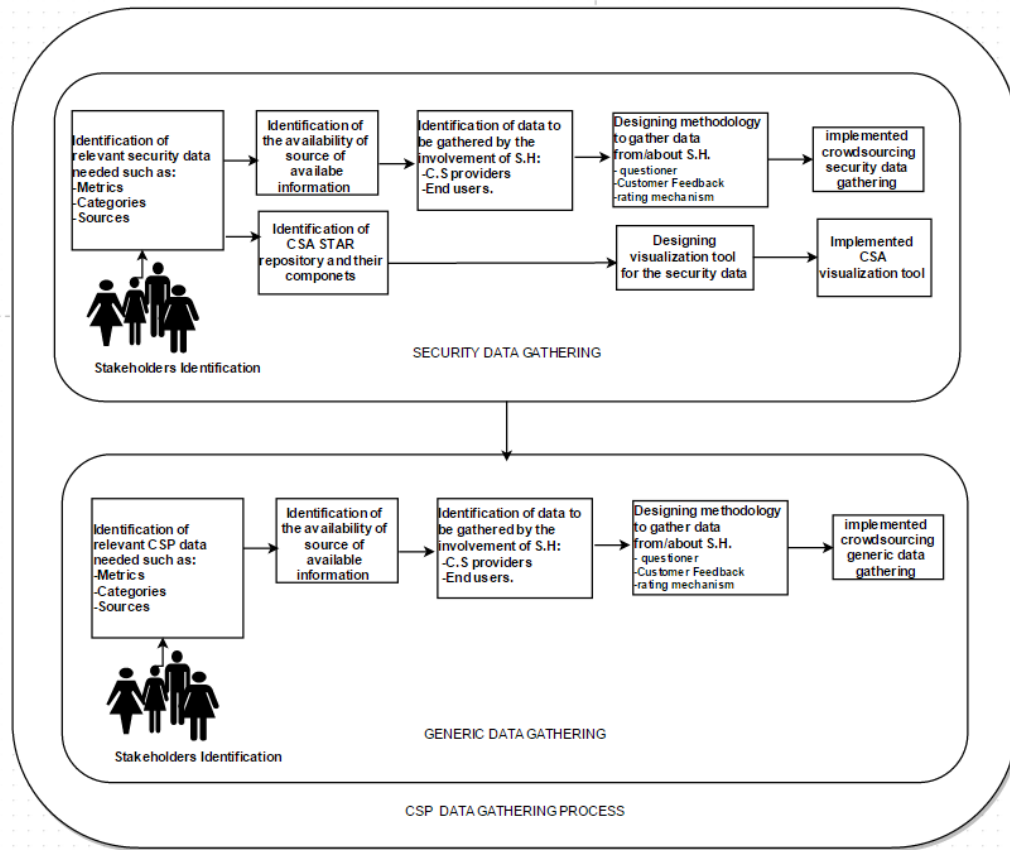 Identification of
relevant security data
needed such as:
-Metrics
-Categories
-Sources
Identification of
the availability of
source of
availabe
information
Identification of data to
be gathered by the
involvement of S.H:
-C.S providers
-End users.
Designing methodology
to gather data
from/about S.H.
- questioner
-Customer Feedback
-rating mechanism
implemented
crowdsourcing
security data
gathering
Identification of
CSA STAR
repository and their
componets
Designing
visualization tool
for the security data
Implemented
CSA
visualization tool
Stakeholders Identification
SECURITY DATA GATHERING
Identification of
relevant CSP data
needed such as:
-Metrics
-Categories
-Sources
Identification of
the availability of
source of
available
information
Identification of data to
be gathered by the
involvement of S.H:
-C.S providers
-End users.
Designing methodology
to gather data
from/about S.H.
- questioner
-Customer Feedback
-rating mechanism
implemented
crowdsourcing
generic data
gathering
Stakeholders Identification
GENERIC DATA GATHERING
CSP DATA GATHERING PROCESS